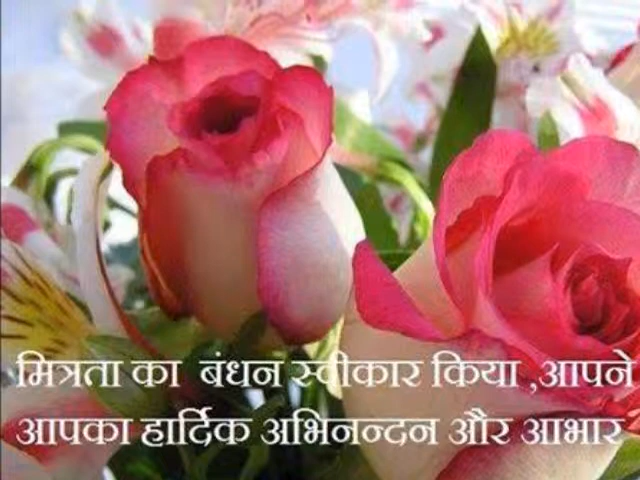 मित्रता का बंधन स्वीकार किया ,आपने
आपका हार्दिक अभिनन्दन और आभार